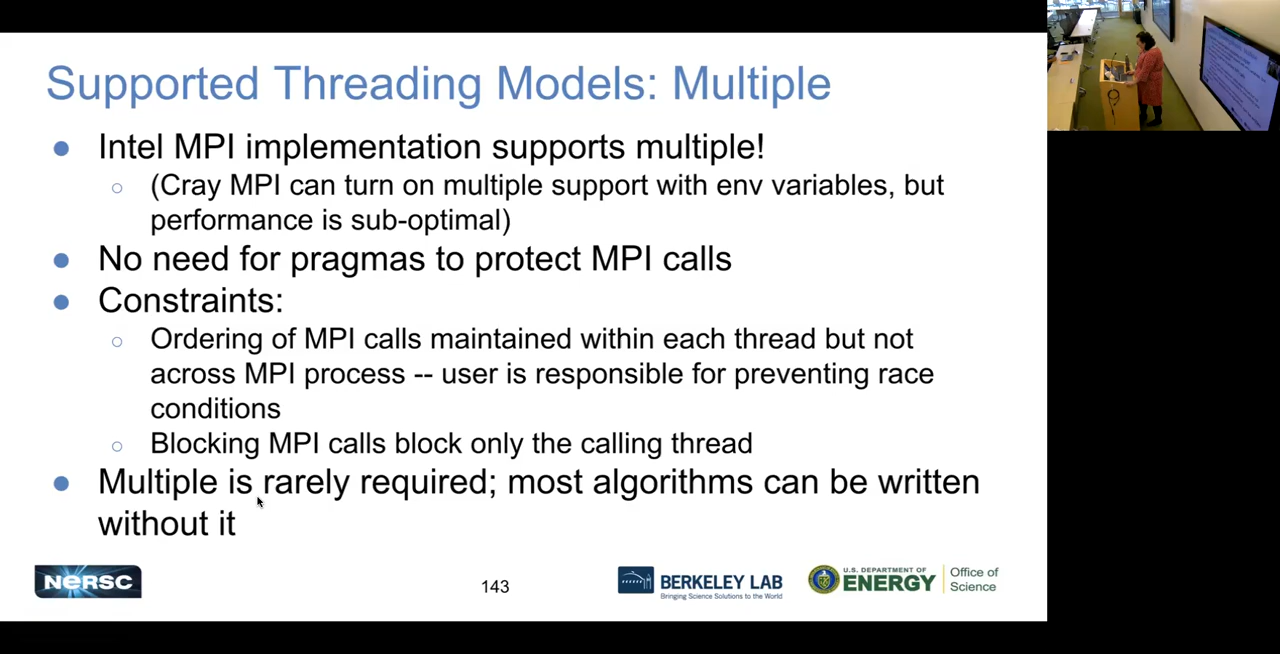 Supported Threading Models: Multiple
● Intel MPI implementation supports multiple!
○ (Cray MPI can turn on multiple support with env variables, but
performance is sub-optimal)
● No need for pragmas to protect MPI calls
● Constraints:
○ Ordering of MPI calls maintained within each thread but not
across MPI process -- user is responsible for preventing race
conditions
○ Blocking MPI calls block only the calling thread
● Multiple is rarely required; most algorithms can be written
without it
NERSC
143
BERKELEY LAB
Bringing Science Solutions to the World
U.S. DEPARTMENT OF
ENERGY
Office of
Science